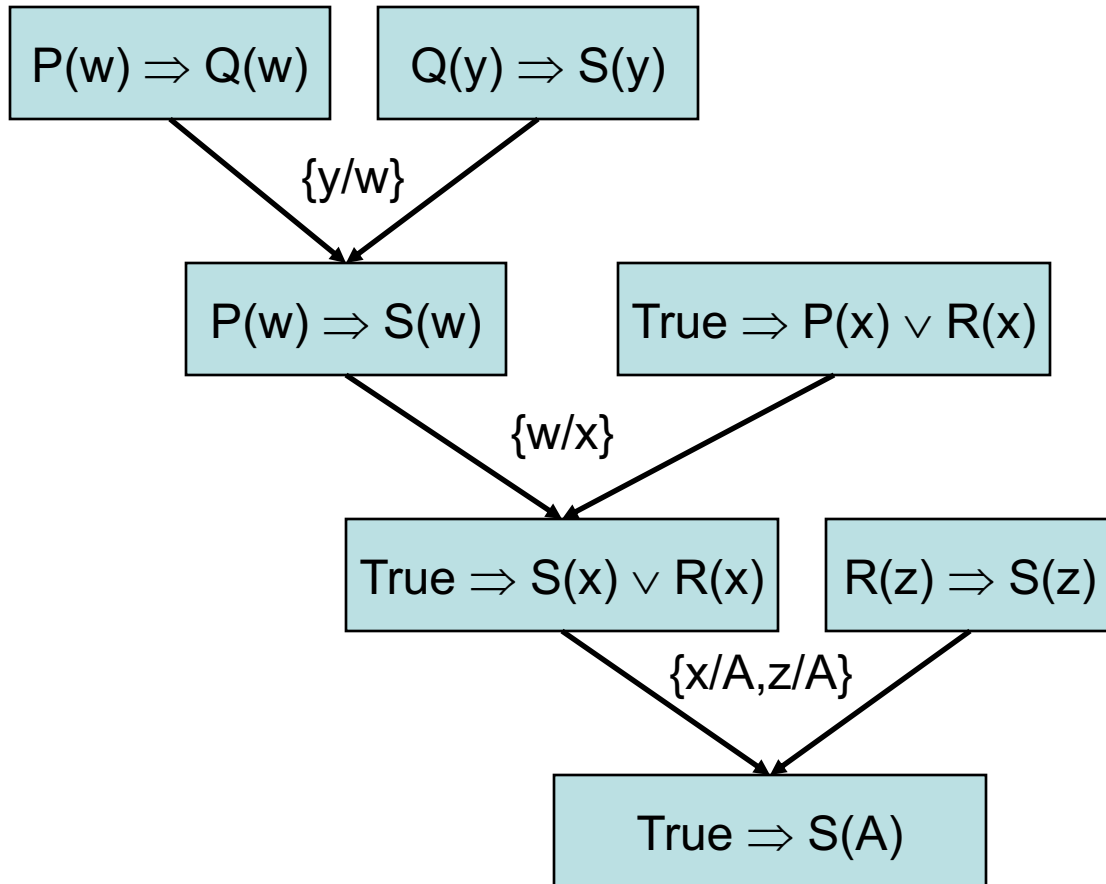 P(w) ⇒ Q(w)
Q(y) ⇒ S(y)
{y/w}
P(w) ⇒ S(w)
True ⇒ P(x) ∨ R(x)
{w/x}
True ⇒ S(x) ∨ R(x)
R(z) ⇒ S(z)
{x/A,z/A}
True ⇒ S(A)